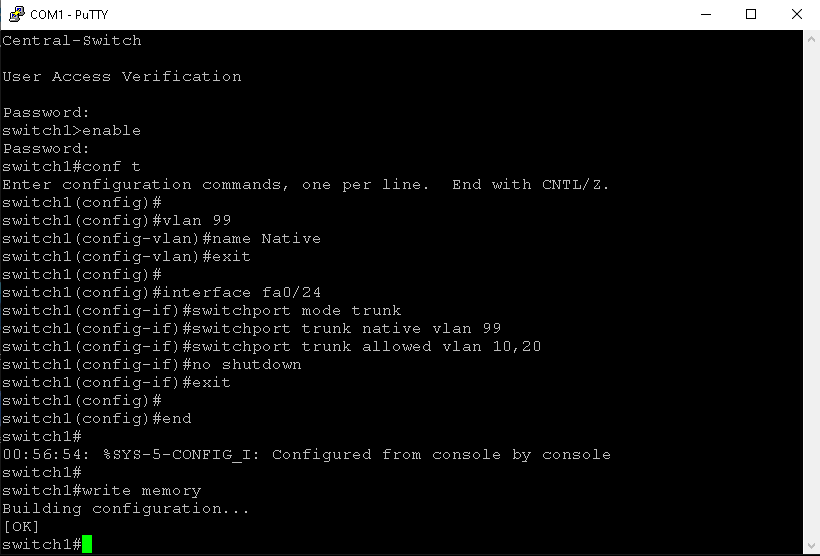 COM1 - PuTTY
Central-Switch
User Access Verification
Password:
switch1>enable
Password:
switch1#conf t
Enter configuration commands, one per line.  End with CNTL/Z.
switch1(config)#
switch1(config)#vlan 99
switch1(config-vlan)#name Native
switch1(config-vlan)#exit
switch1(config)#
switch1(config)#interface fa0/24
switch1(config-if)#switchport mode trunk
switch1(config-if)#switchport trunk native vlan 99
switch1(config-if)#switchport trunk allowed vlan 10,20
switch1(config-if)#no shutdown
switch1(config-if)#exit
switch1(config)#
switch1(config)#end
switch1#
00:56:54: %SYS-5-CONFIG_I: Configured from console by console
switch1#
switch1#write memory
Building configuration...
[OK]
switch1#